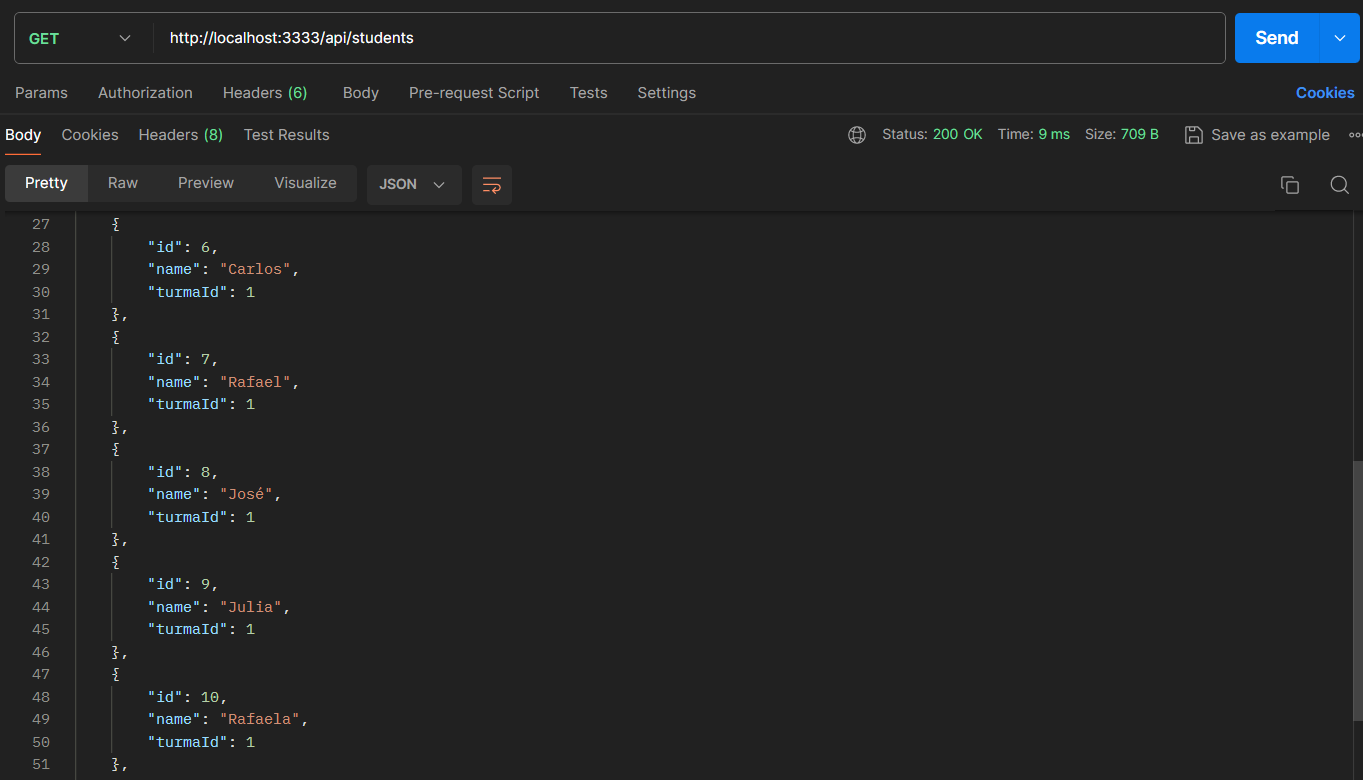 GET http://localhost:3333/api/students Send
Params Authorization Headers (6) Body Pre-request Script Tests Settings Cookies
Body Cookies Headers (8) Test Results Status: 200 OK Time: 9 ms Size: 709 B Save as example
Pretty Raw Preview Visualize JSON
27 {
28 "id": 6,
29 "name": "Carlos",
30 "turmaId": 1
31 },
32 {
33 "id": 7,
34 "name": "Rafael",
35 "turmaId": 1
36 },
37 {
38 "id": 8,
39 "name": "José",
40 "turmaId": 1
41 },
42 {
43 "id": 9,
44 "name": "Julia",
45 "turmaId": 1
46 },
47 {
48 "id": 10,
49 "name": "Rafaela",
50 "turmaId": 1
51 },